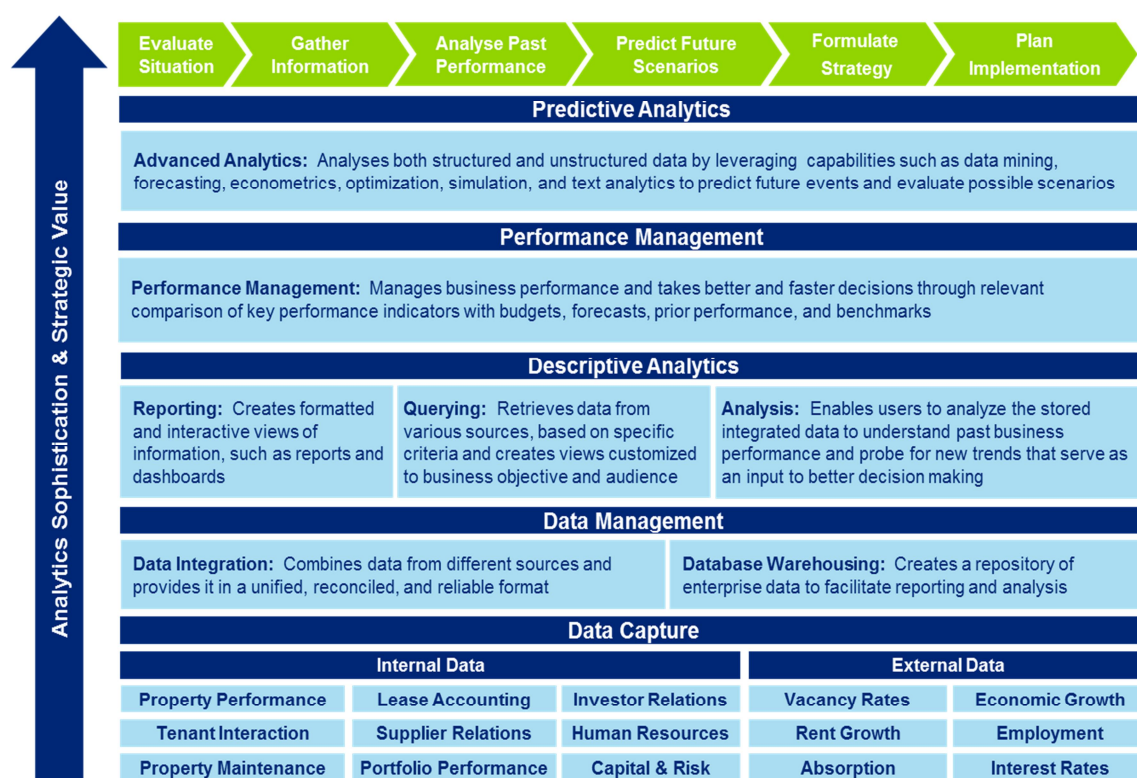 Evaluate
Situation
Gather
Information
Analyse Past
Performance
Predict Future
Scenarios
Formulate
Strategy
Plan
Implementation
Analytics Sophistication & Strategic Value
Predictive Analytics
Advanced Analytics: Analyses both structured and unstructured data by leveraging capabilities such as data mining,
forecasting, econometrics, optimization, simulation, and text analytics to predict future events and evaluate possible scenarios
Performance Management
Performance Management: Manages business performance and takes better and faster decisions through relevant
comparison of key performance indicators with budgets, forecasts, prior performance, and benchmarks
Descriptive Analytics
Reporting: Creates formatted
and interactive views of
information, such as reports and
dashboards
Querying: Retrieves data from
various sources, based on specific
criteria and creates views customized
to business objective and audience
Analysis: Enables users to analyze the stored
integrated data to understand past business
performance and probe for new trends that serve as
an input to better decision making
Data Management
Data Integration: Combines data from different sources and
provides it in a unified, reconciled, and reliable format
Database Warehousing: Creates a repository of
enterprise data to facilitate reporting and analysis
Data Capture
Internal Data
External Data
Property Performance
Lease Accounting
Investor Relations
Vacancy Rates
Economic Growth
Tenant Interaction
Supplier Relations
Human Resources
Rent Growth
Employment
Property Maintenance
Portfolio Performance
Capital & Risk
Absorption
Interest Rates